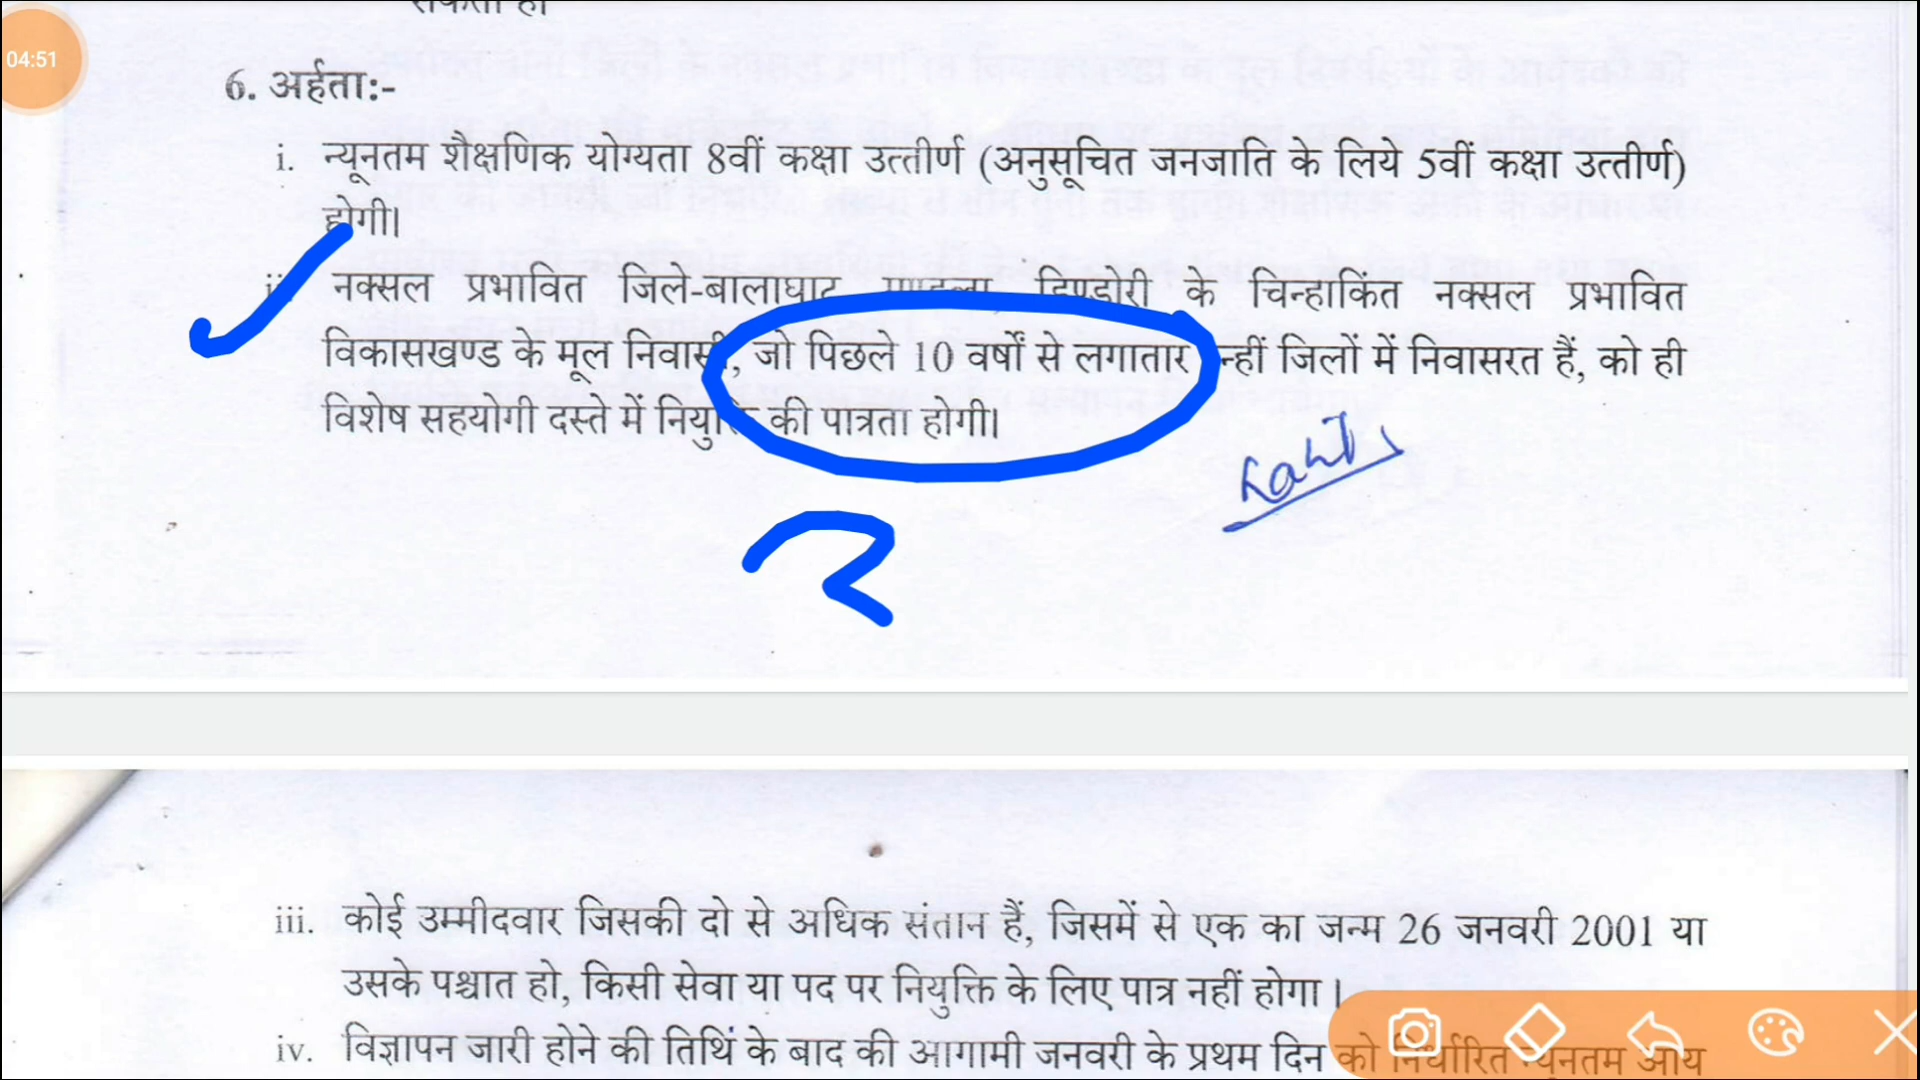 सकता है।
04:51
6. अर्हता:-
i. न्यूनतम शैक्षणिक योग्यता 8वीं कक्षा उत्तीर्ण (अनुसूचित जनजाति के लिये 5वीं कक्षा उत्तीर्ण)
होगी।
नक्सल प्रभावित जिले-बालाघाट के चिन्हांकित नक्सल प्रभावित
विकासखण्ड के मूल निवासी, जो पिछले 10 वर्षों से लगातार न्हीं जिलों में निवासरत हैं, को ही
विशेष सहयोगी दस्ते में की पात्रता होगी।
iii. कोई उम्मीदवार जिसकी दो से अधिक संतान हैं, जिसमें से एक का जन्म 26 जनवरी 2001 या
उसके पश्चात हो, किसी सेवा या पद पर नियुक्ति के लिए पात्र नहीं होगा।
iv. विज्ञापन जारी होने की तिथिं के बाद की आगामी जनवरी के प्रथम दिन को निर्धारित न्यूनतम आय